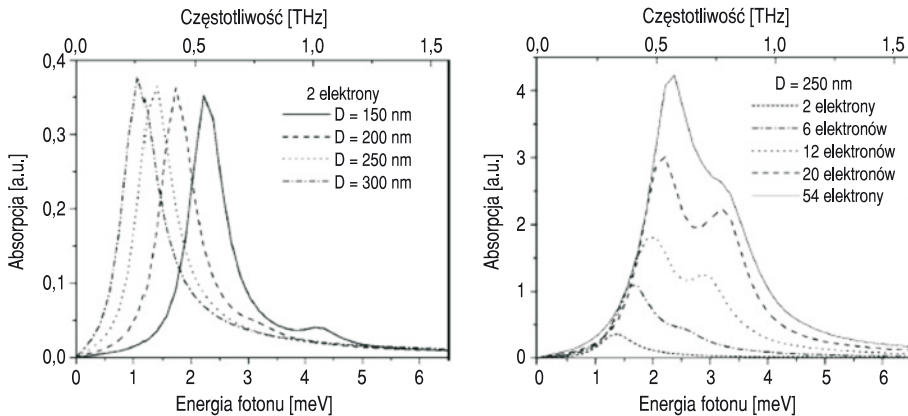 Częstotliwość [THz]
0,0 0,5 1,0 1,5
0,4
0,3
0,2
0,1
0,0
Absorpcja [a.u.]
2 elektrony
D = 150 nm
D = 200 nm
D = 250 nm
D = 300 nm
0 1 2 3 4 5 6
Energia fotonu [meV]
Częstotliwość [THz]
0,0 0,5 1,0 1,5
4
3
2
1
0
Absorpcja [a.u.]
D = 250 nm
2 elektrony
6 elektronów
12 elektronów
20 elektronów
54 elektrony
0 1 2 3 4 5 6
Energia fotonu [meV]